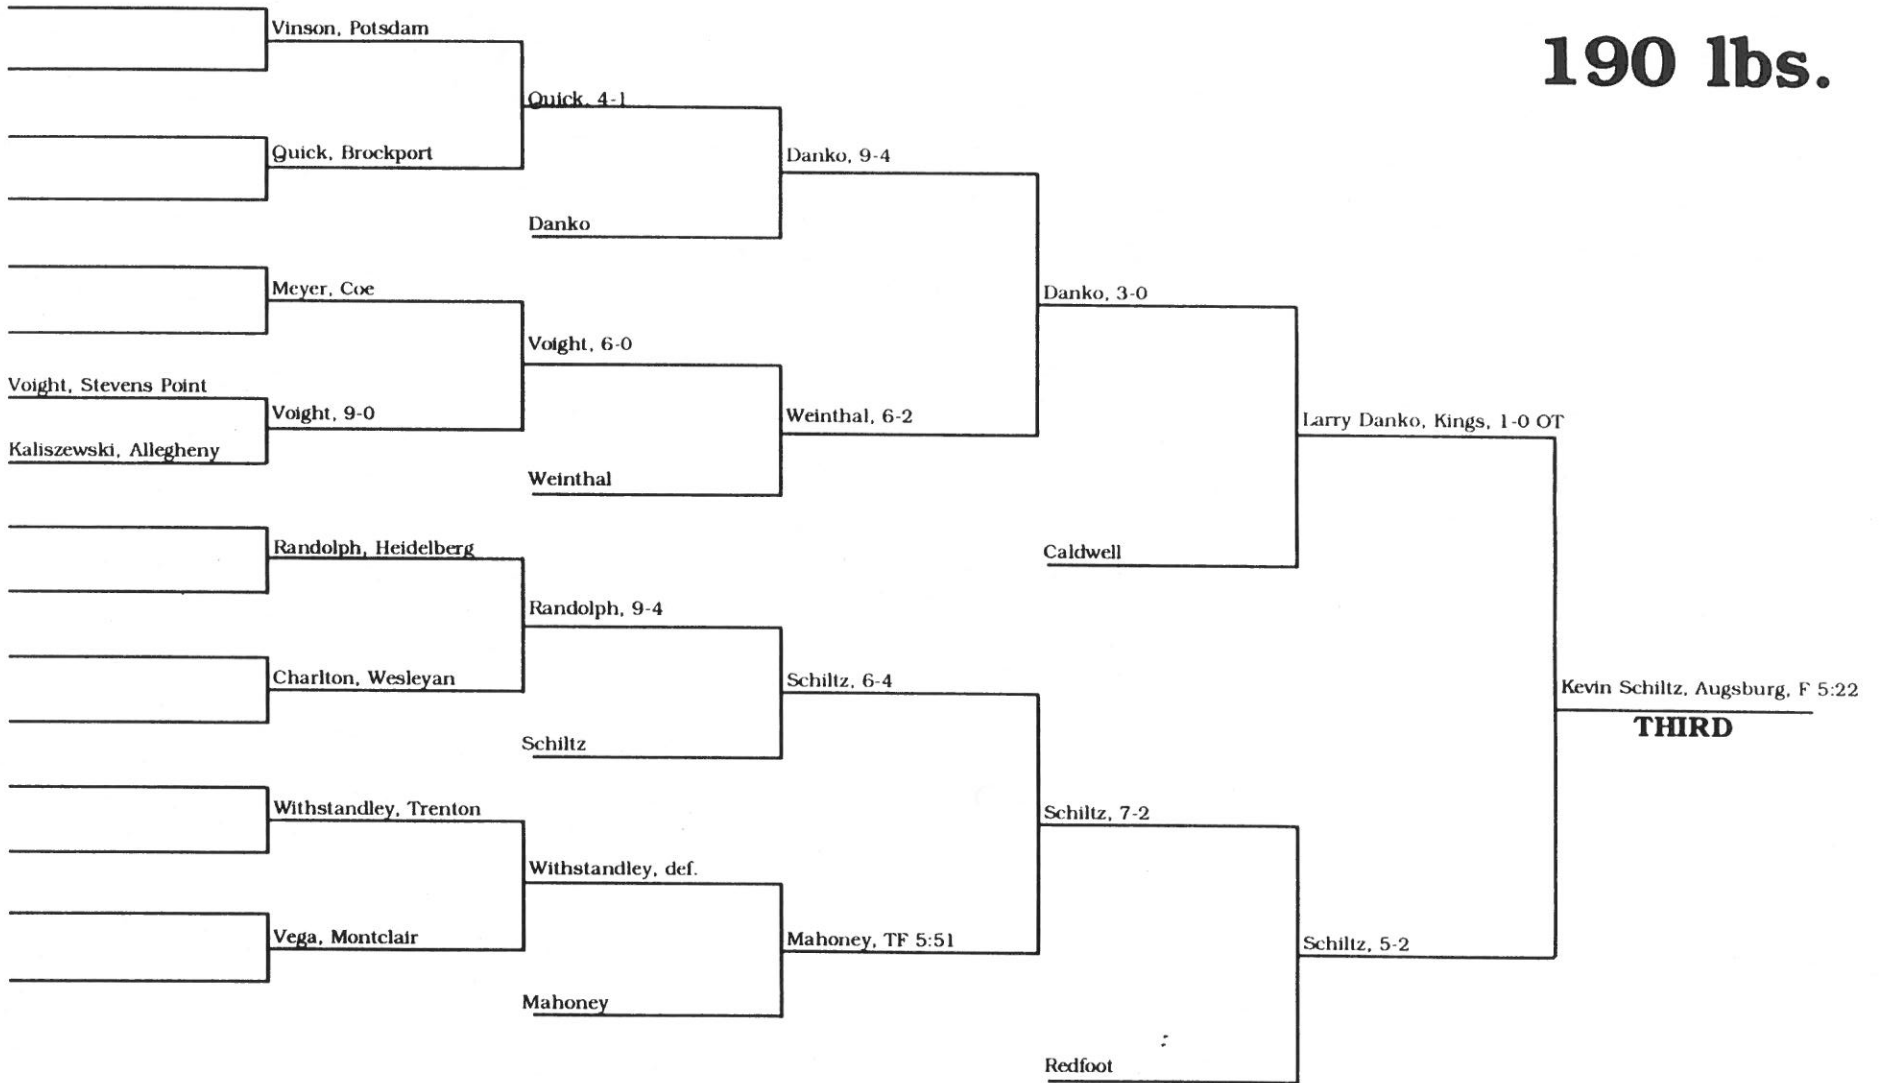 190 lbs.
Vinson, Potsdam
Quick, 4-1
Quick, Brockport
Danko, 9-4
Danko
Meyer, Coe
Danko, 3-0
Voight, 6-0
Voight, Stevens Point
Voight, 9-0
Weinthal, 6-2
Larry Danko, Kings, 1-0 OT
Kaliszewski, Allegheny
Weinthal
Randolph, Heidelberg
Caldwell
Randolph, 9-4
Charlton, Wesleyan
Schiltz, 6-4
Kevin Schiltz, Augsburg, F 5:22
THIRD
Schiltz
Withstandley, Trenton
Schiltz, 7-2
Withstandley, def.
Vega, Montclair
Mahoney, TF 5:51
Schiltz, 5-2
Mahoney
Redfoot